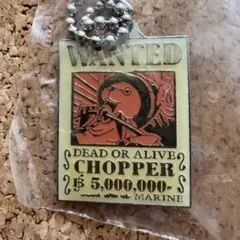 WANTED
DEAD OR ALIVE
CHOPPER
฿ 5,000,000-
MARINE